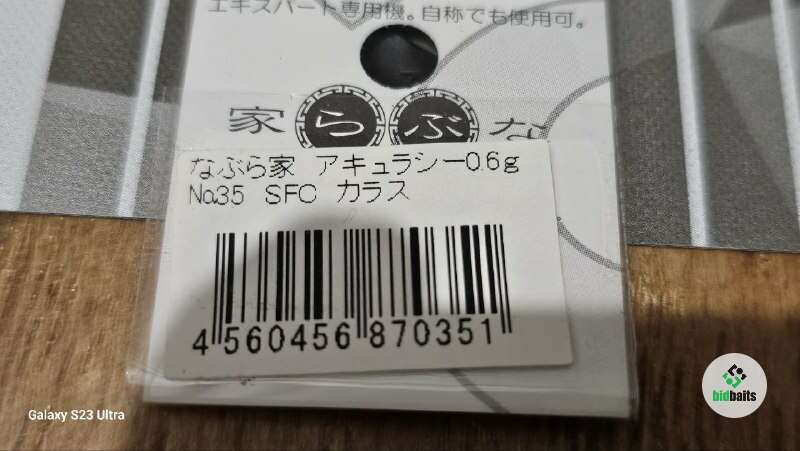 エキスパート専用機。自称でも使用可。
家らぶな
なぶら家 アキュラシー0.6g
No.35 SFC カラス
4 560456 870351
bidbaits
Galaxy S23 Ultra